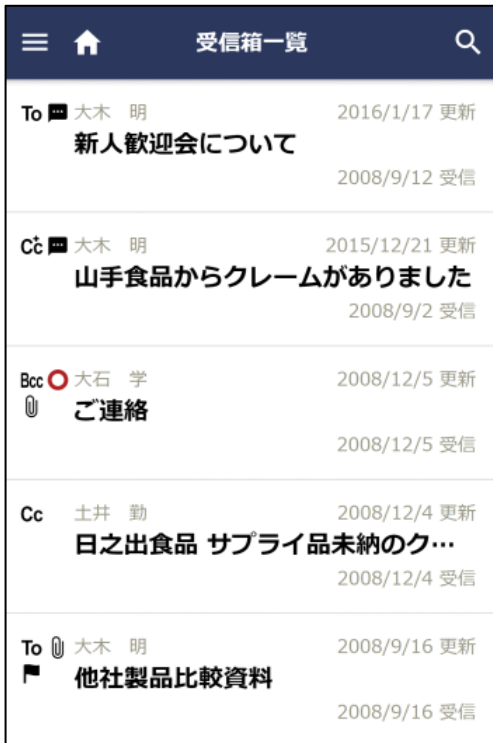 受信箱一覧
To 大木　明 2016/1/17 更新
新人歓迎会について
2008/9/12 受信
Cc 大木　明 2015/12/21 更新
山手食品からクレームがありました
2008/9/2 受信
Bcc 大石　学 2008/12/5 更新
ご連絡
2008/12/5 受信
Cc 土井　勤 2008/12/4 更新
日之出食品 サプライ品未納のク…
2008/12/4 受信
To 大木　明 2008/9/16 更新
他社製品比較資料
2008/9/16 受信